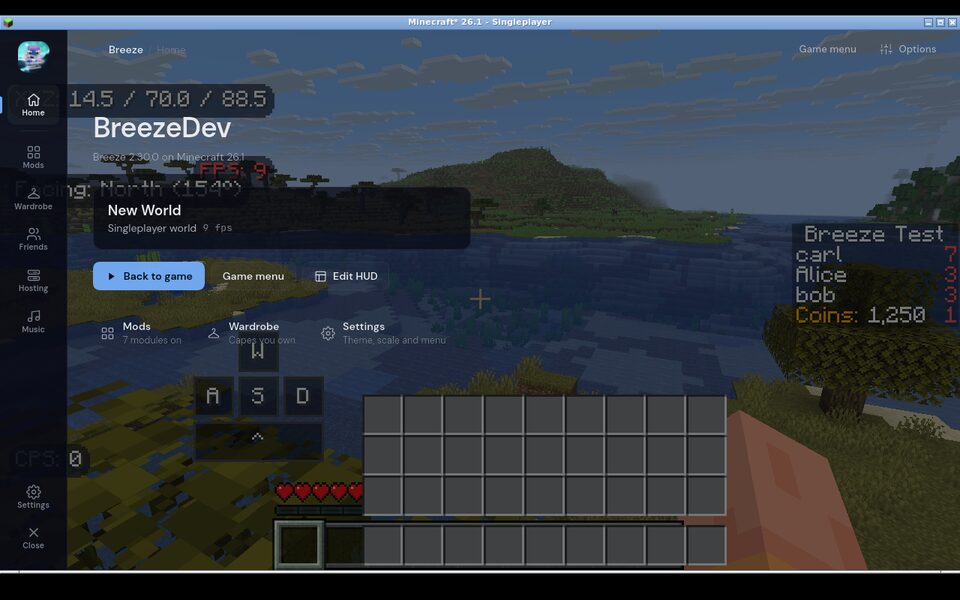 Minecraft* 26.1 - Singleplayer
Breeze / Home
Game menu
Options
14.5 / 70.0 / 88.5
Home
BreezeDev
Breeze 2.30.0 on Minecraft 26.1
FPS: 9
Mods
Facing: North (154°)
Wardrobe
New World
Singleplayer world 9 fps
Friends
Breeze Test
carl 7
Alice 3
bob 3
Coins: 1,250 1
Back to game
Game menu
Edit HUD
Hosting
Music
Mods
7 modules on
Wardrobe
Capes you own
Settings
Theme, scale and menu
W
A
S
D
^
CPS: 0
Settings
Close